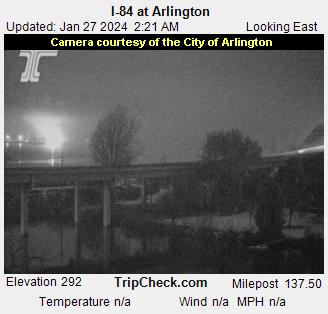 I-84 at Arlington
Updated: Jan 27 2024 2:21 AM Looking East
Camera courtesy of the City of Arlington
Elevation 292 TripCheck.com Milepost 137.50
Temperature n/a Wind n/a MPH n/a